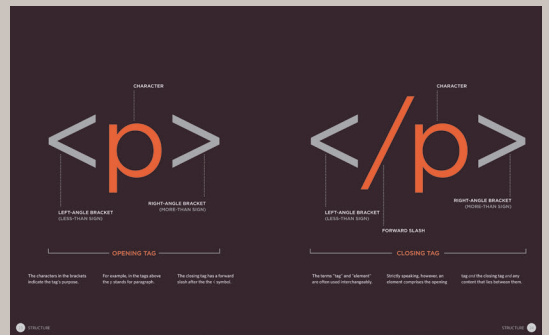 CHARACTER
<p>
LEFT-ANGLE BRACKET
(LESS-THAN SIGN)
RIGHT-ANGLE BRACKET
(MORE-THAN SIGN)
OPENING TAG
The characters in the brackets
indicate the tag's purpose.
For example, in the tags above
the p stands for paragraph.
The closing tag has a forward
slash after the the < symbol.
STRUCTURE
CHARACTER
</p>
LEFT-ANGLE BRACKET
(LESS-THAN SIGN)
RIGHT-ANGLE BRACKET
(MORE-THAN SIGN)
FORWARD SLASH
CLOSING TAG
The terms "tag" and "element"
are often used interchangeably.
Strictly speaking, however, an
element comprises the opening
tag and the closing tag and any
content that lies between them.
STRUCTURE